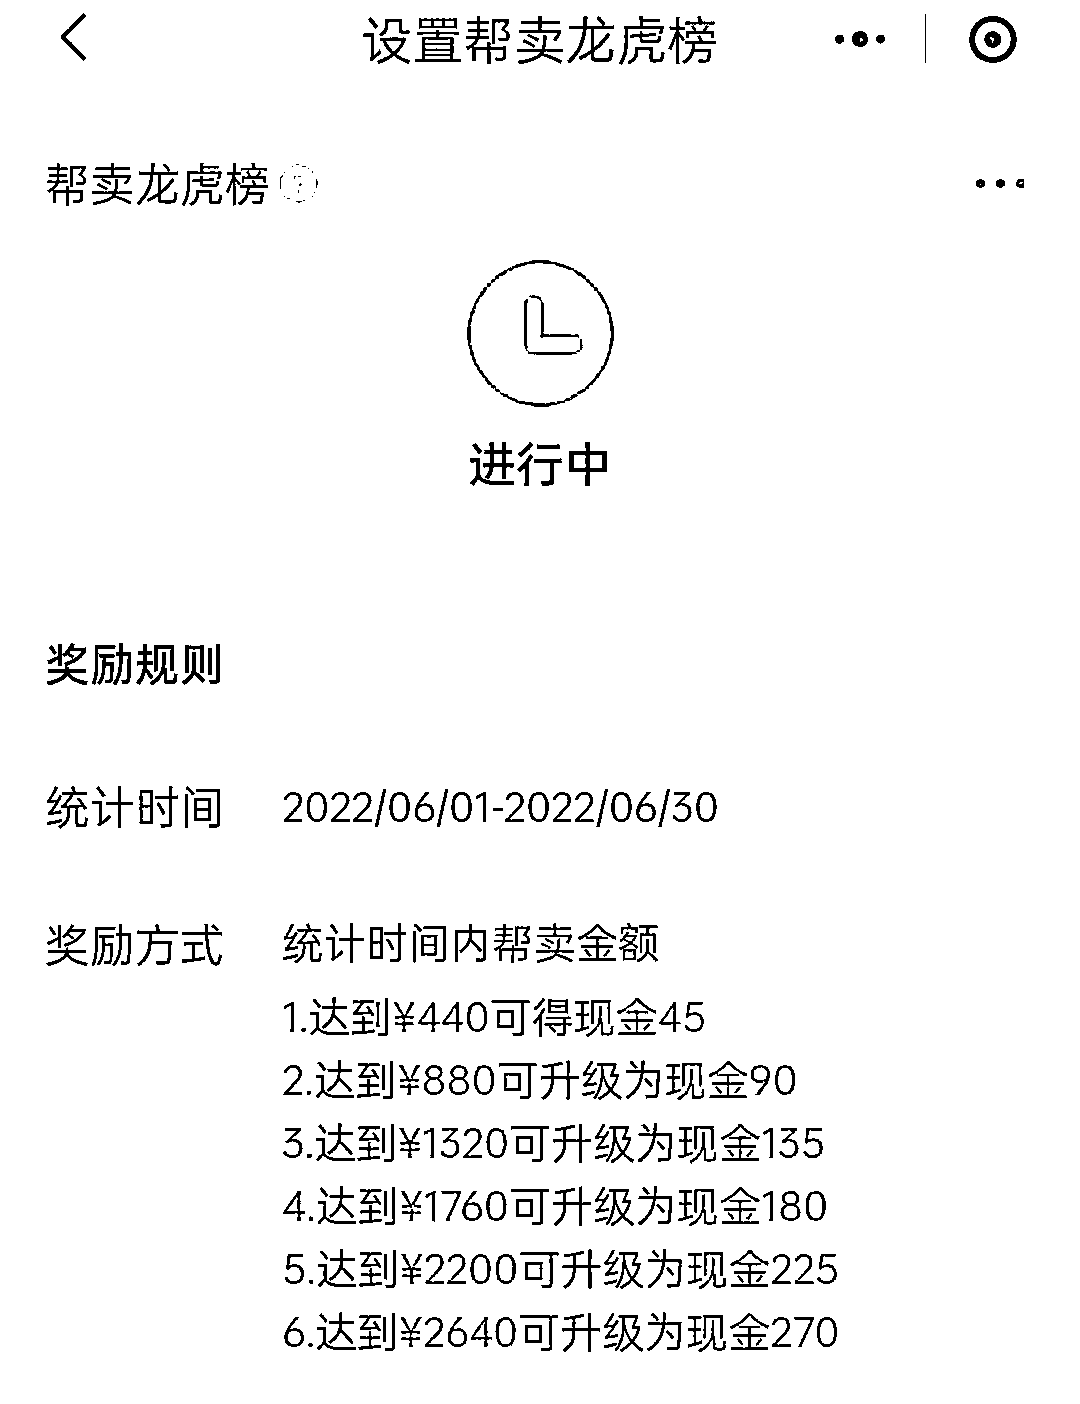 设置帮卖龙虎榜
帮卖龙虎榜 ?
进行中
奖励规则
统计时间 2022/06/01-2022/06/30
奖励方式 统计时间内帮卖金额
1.达到¥440可得现金45
2.达到¥880可升级为现金90
3.达到¥1320可升级为现金135
4.达到¥1760可升级为现金180
5.达到¥2200可升级为现金225
6.达到¥2640可升级为现金270